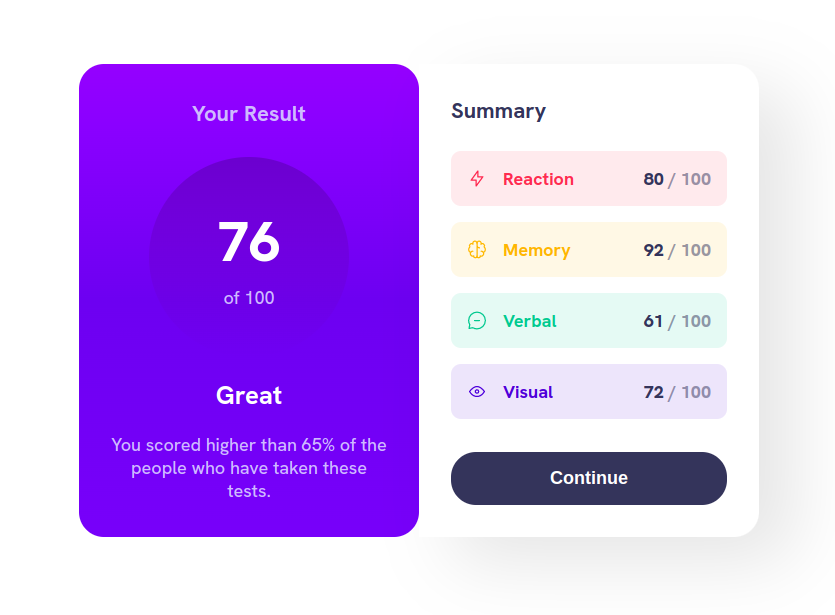 Your Result
76
of 100
Great
You scored higher than 65% of the
people who have taken these
tests.
Summary
Reaction 80 / 100
Memory 92 / 100
Verbal 61 / 100
Visual 72 / 100
Continue